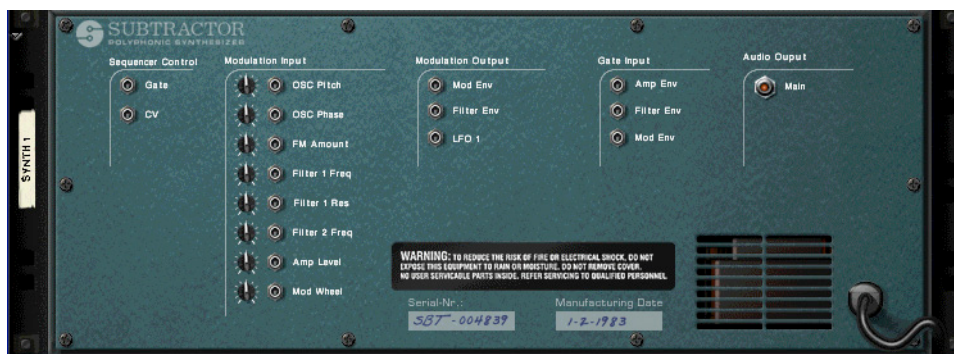 SUBTRACTOR
POLYPHONIC SYNTHESIZER
Sequencer Control
Gate
CV
Modulation Input
OSC Pitch
OSC Phase
FM Amount
Filter 1 Freq
Filter 1 Res
Filter 2 Freq
Amp Level
Mod Wheel
Modulation Output
Mod Env
Filter Env
LFO 1
Gate Input
Amp Env
Filter Env
Mod Env
Audio Ouput
Main
SYNTH 1
WARNING: TO REDUCE THE RISK OF FIRE OR ELECTRICAL SHOCK, DO NOT
EXPOSE THIS EQUIPMENT TO RAIN OR MOISTURE. DO NOT REMOVE COVER.
NO USER SERVICABLE PARTS INSIDE. REFER SERVICING TO QUALIFIED PERSONNEL.
Serial-Nr.:
SBT-004839
Manufacturing Date
1-2-1983